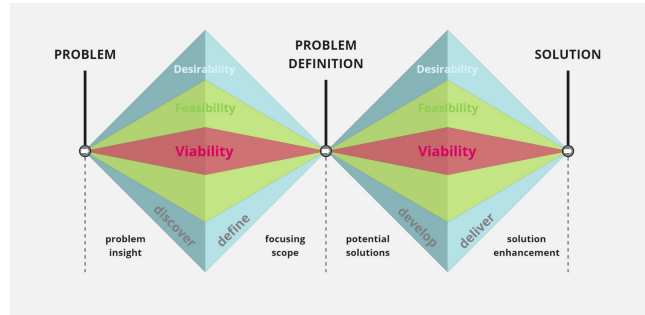 PROBLEM
PROBLEM
DEFINITION
SOLUTION
Desirability
Desirability
Feasibility
Feasibility
Viability
Viability
discover
define
develop
deliver
problem
insight
focusing
scope
potential
solutions
solution
enhancement